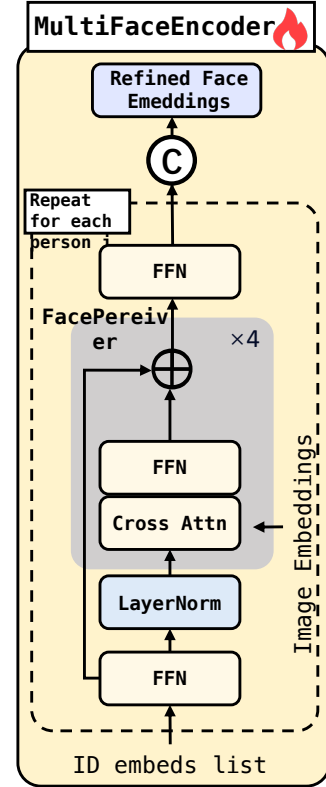 MultiFaceEncoder
Refined Face
Emeddings
C
Repeat
for each
person i
FFN
FacePereiv
er
×4
FFN
Cross Attn
Image Embeddings
LayerNorm
FFN
ID embeds list